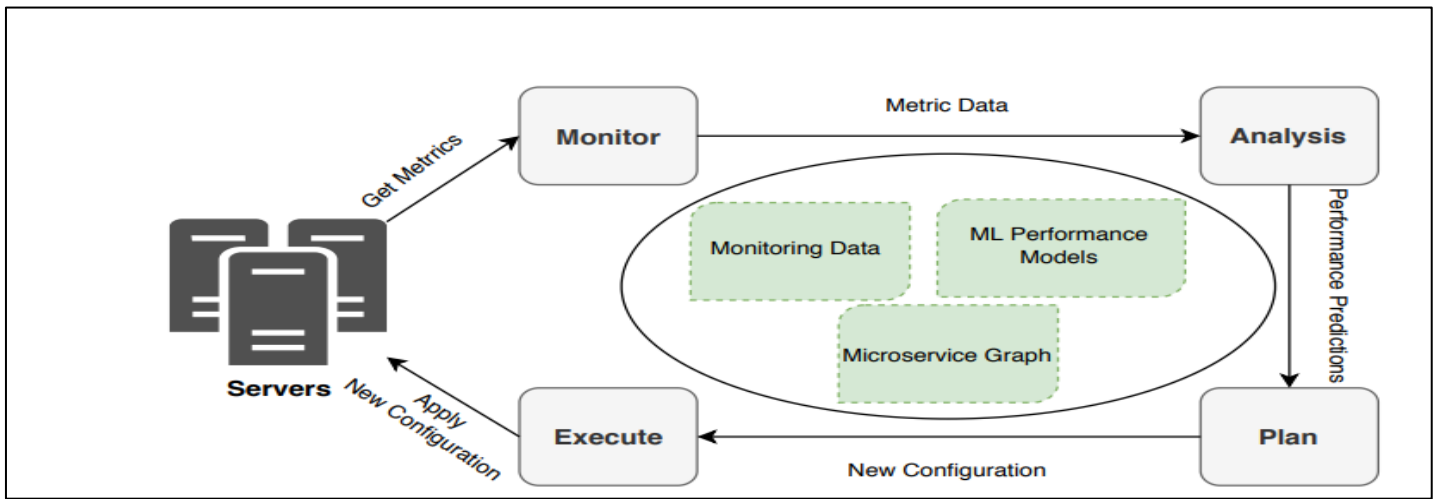 Metric Data
Monitor
Analysis
Get Metrrics
Monitoring Data
ML Performance
Models
Performance Predictions
Microservice Graph
Servers
Apply
New Configuration
Execute
Plan
New Configuration